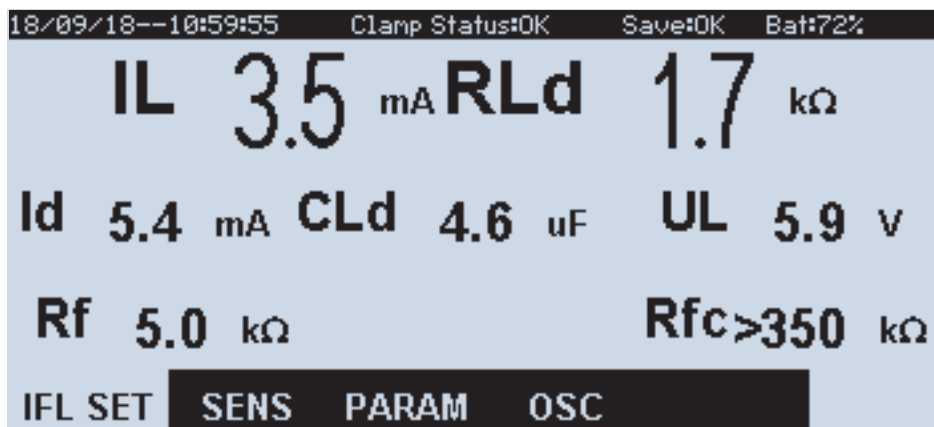 18/09/18--10:59:55 Clamp Status:OK Save:OK Bat:72%
IL 3.5 mA RLd 1.7 kΩ
Id 5.4 mA CLd 4.6 uF UL 5.9 V
Rf 5.0 kΩ Rfc>350 kΩ
IFL SET SENS PARAM OSC